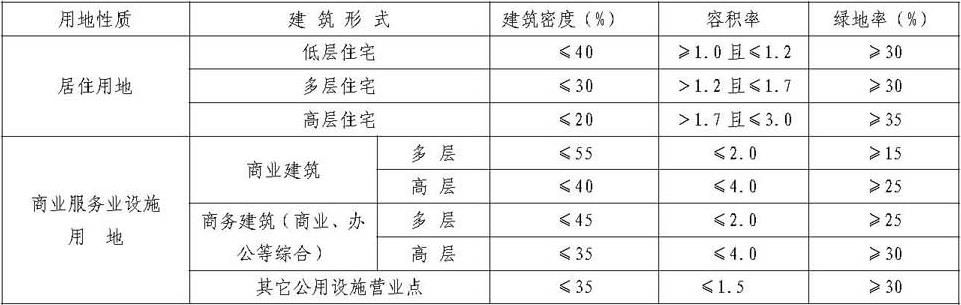 用地性质 建 筑 形 式 建筑密度(%) 容积率 绿地率(%)
居住用地 低层住宅 ≤40 ≥1.0 且≤1.2 ≥30
多层住宅 ≤30 >1.2 且≤1.7 ≥30
高层住宅 ≤20 >1.7 且≤3.0 ≥35
商业服务业设施
用 地
商业建筑 多 层 ≤55 ≤2.0 ≥15
高 层 ≤40 ≤4.0 ≥25
商务建筑(商业、办
公等综合)
多 层 ≤45 ≤2.0 ≥25
高 层 ≤35 ≤4.0 ≥30
其它公用设施营业点 ≤35 ≤1.5 ≥30